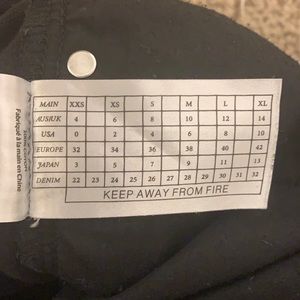 MAIN XXS XS S M L XL
AUS/UK 4 6 8 10 12 14
USA 0 2 4 6 8 10
EUROPE 32 34 36 38 40 42
JAPAN 3 5 7 9 11 13
DENIM 22 23 24 25 26 27 28 29 30 31 32
KEEP AWAY FROM FIRE
Fabriqué à la main en Chine